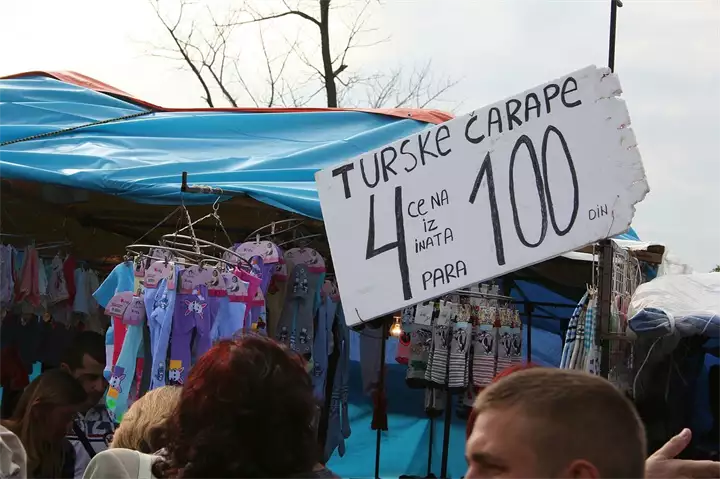 TURSKE ČARAPE
4 CENA IZ INATA PARA 100 DIN